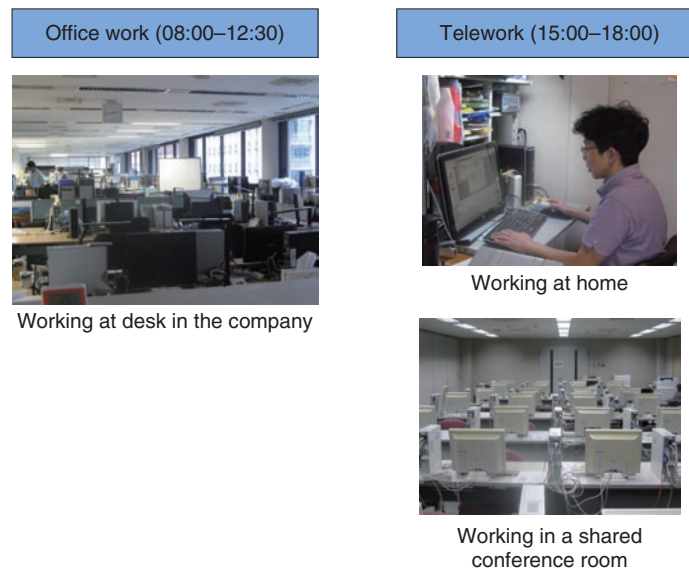 Office work (08:00–12:30)
Telework (15:00–18:00)
Working at desk in the company
Working at home
Working in a shared
conference room